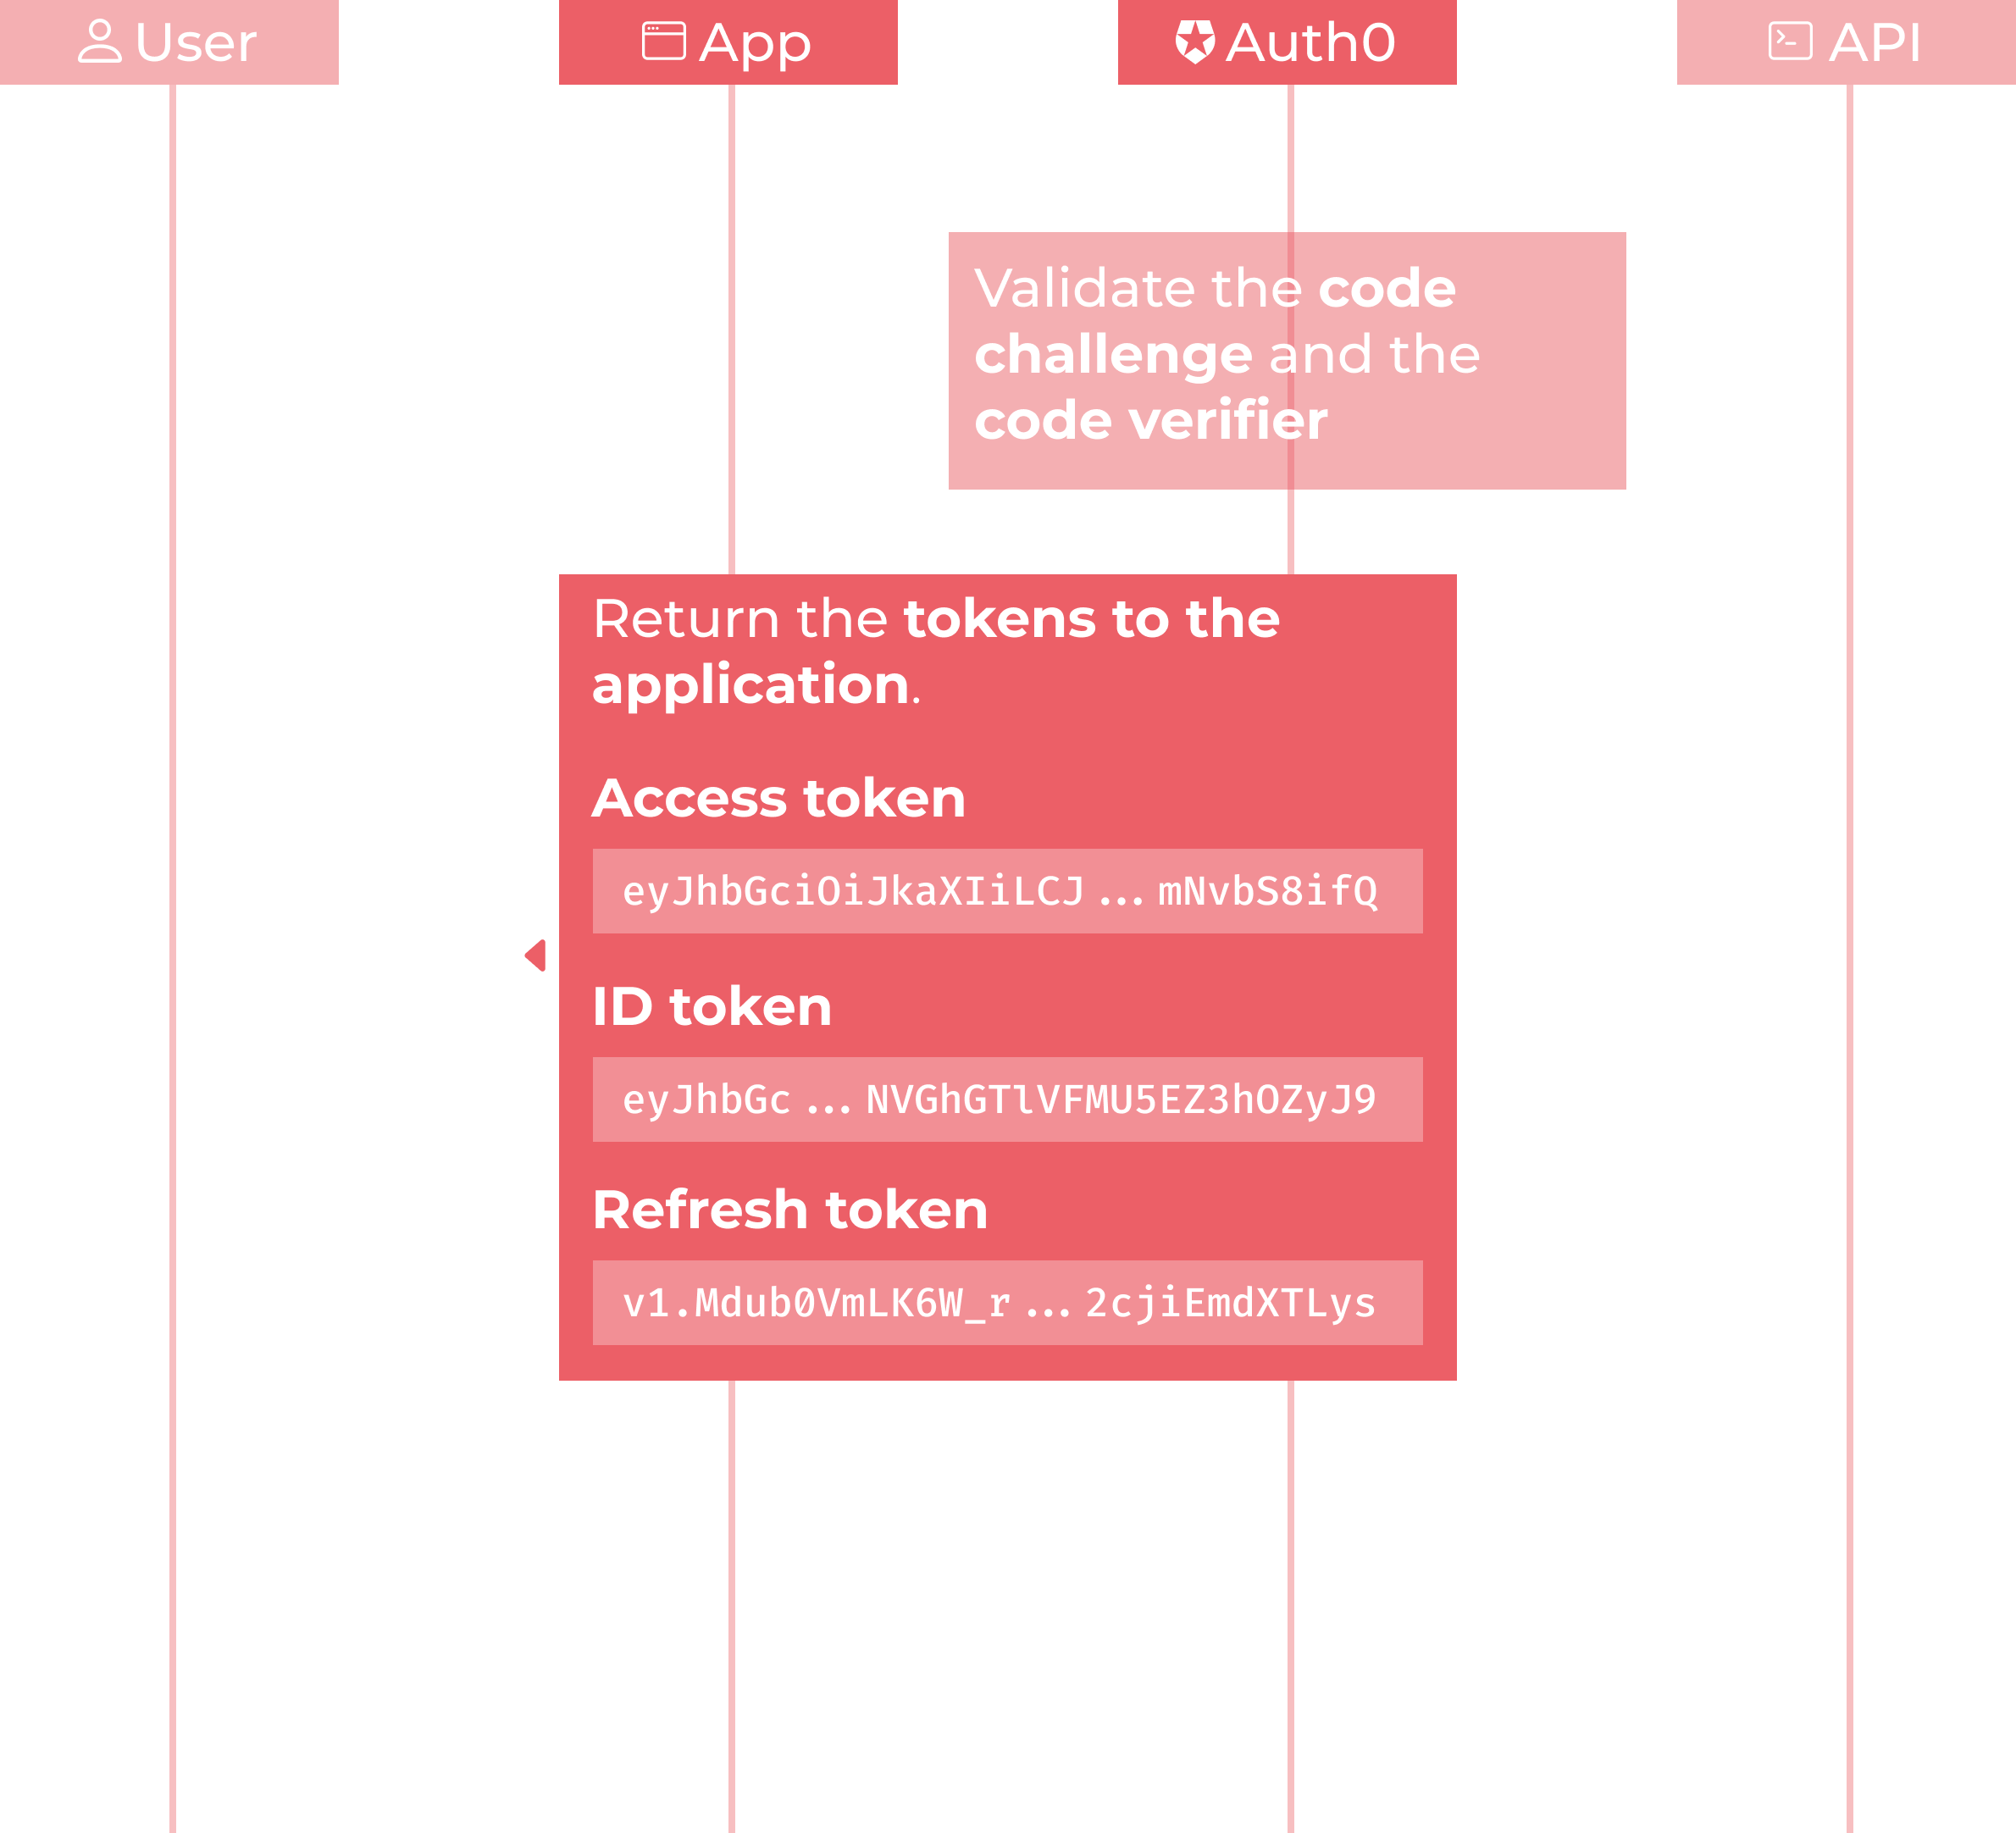 User
App
Auth0
API
Validate the code
challenge and the
code verifier
Return the tokens to the
application.
Access token
eyJhbGciOiJkaXIiLCJ...mNvbS8ifQ
ID token
eyJhbGc...NVGhGTlVFMU5EZ3hOZyJ9
Refresh token
v1.Mdub0VmLK6W_r...2cjiEmdXTLys